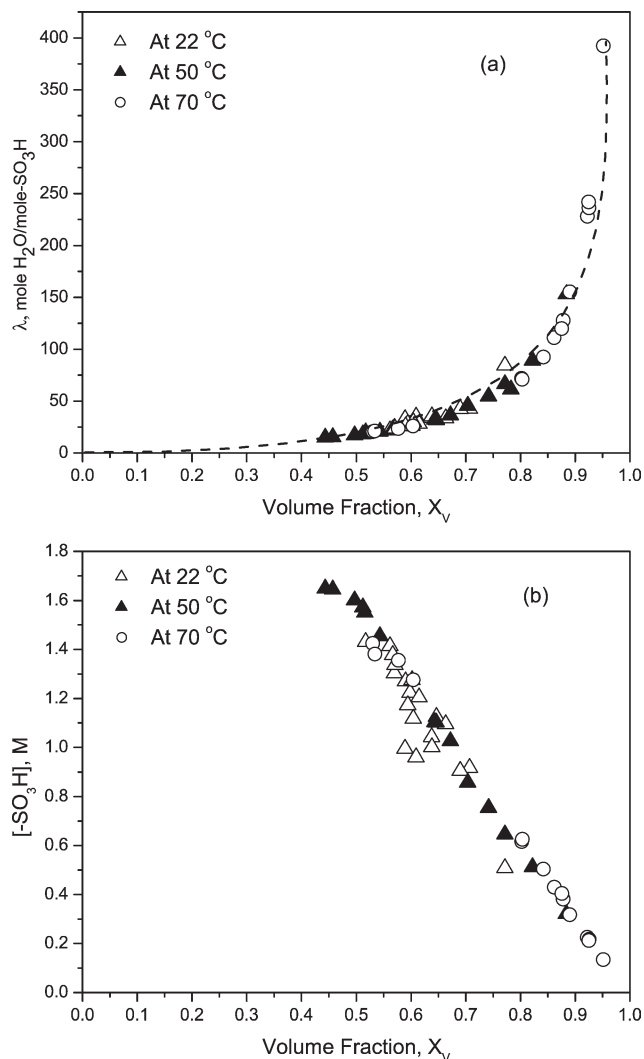 400
350
300
250
200
150
100
50
0
λ, mole H₂O/mole-SO₃H
△ At 22 °C
▲ At 50 °C
○ At 70 °C
(a)
0.0 0.1 0.2 0.3 0.4 0.5 0.6 0.7 0.8 0.9 1.0
Volume Fraction, Xᵥ
1.8
1.6
1.4
1.2
1.0
0.8
0.6
0.4
0.2
0.0
[-SO₃H], M
△ At 22 °C
▲ At 50 °C
○ At 70 °C
(b)
0.0 0.1 0.2 0.3 0.4 0.5 0.6 0.7 0.8 0.9 1.0
Volume Fraction, Xᵥ